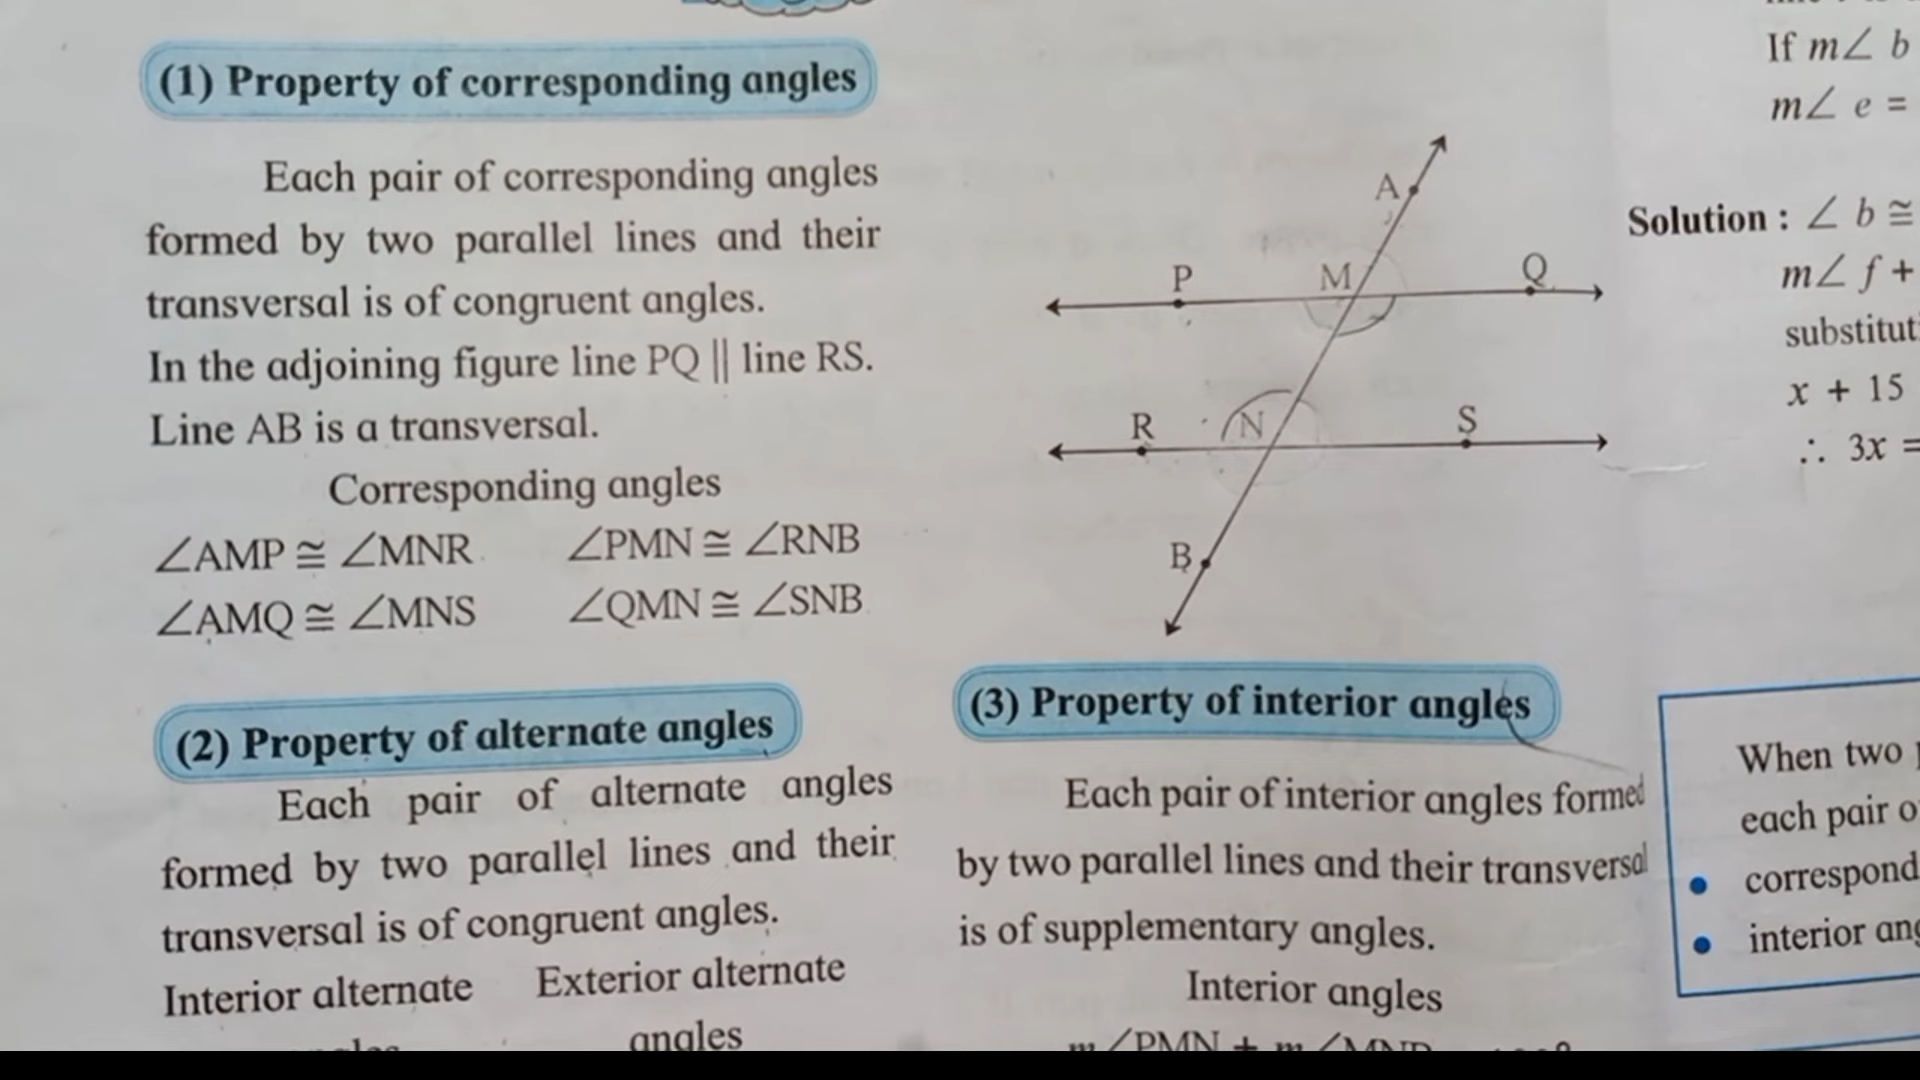 (1) Property of corresponding angles
Each pair of corresponding angles
formed by two parallel lines and their
transversal is of congruent angles.
In the adjoining figure line PQ || line RS.
Line AB is a transversal.
Corresponding angles
∠AMP ≅ ∠MNR ∠PMN ≅ ∠RNB
∠AMQ ≅ ∠MNS ∠QMN ≅ ∠SNB
A
P M Q
R N S
B
(2) Property of alternate angles
Each pair of alternate angles
formed by two parallel lines and their
transversal is of congruent angles.
Interior alternate Exterior alternate
angles
(3) Property of interior angles
Each pair of interior angles formed
by two parallel lines and their transversal
is of supplementary angles.
Interior angles
m ∠PMN + m
If m∠ b
m∠ e =
Solution : ∠ b ≅
m∠ f +
x + 15
∴ 3x =
When two
each pair
• 
• interior